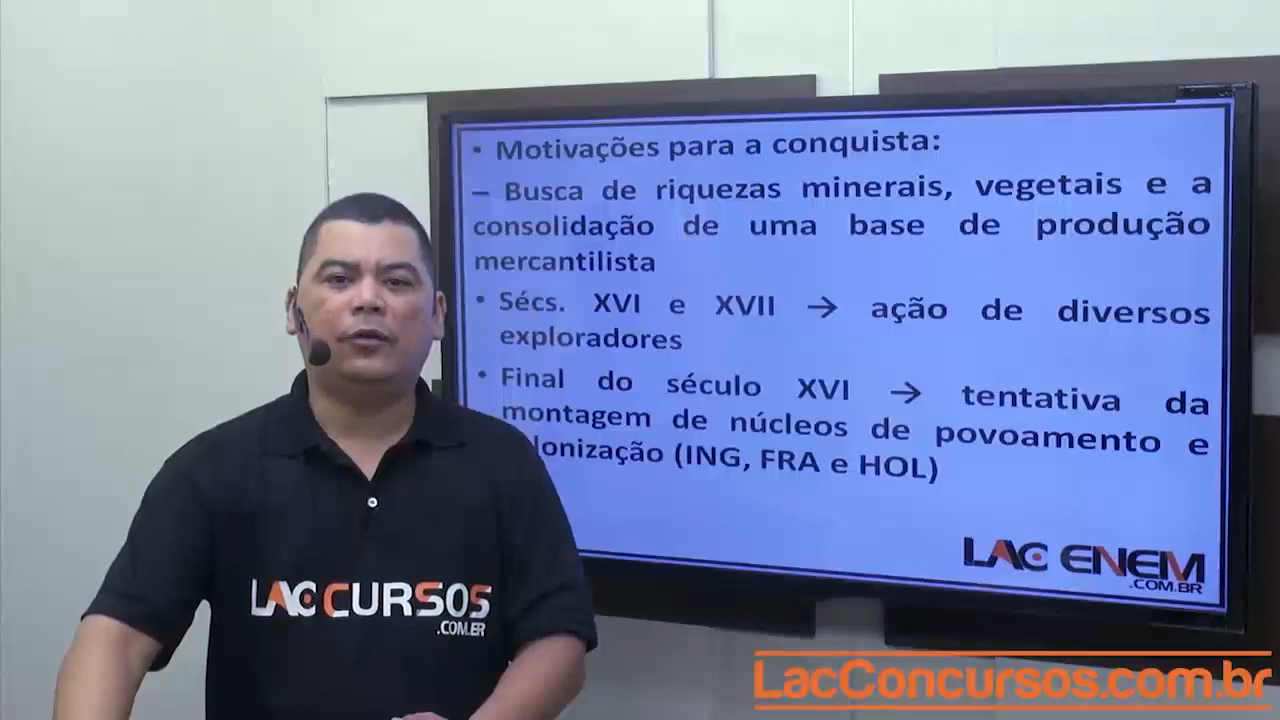 • Motivações para a conquista:
– Busca de riquezas minerais, vegetais e a
consolidação de uma base de produção
mercantilista
• Sécs. XVI e XVII → ação de diversos
exploradores
• Final do século XVI → tentativa da
montagem de núcleos de povoamento e
lonização (ING, FRA e HOL)
LAC ENEM
.COM.BR
LAC CURSOS
.COM.BR
LacConcursos.com.br